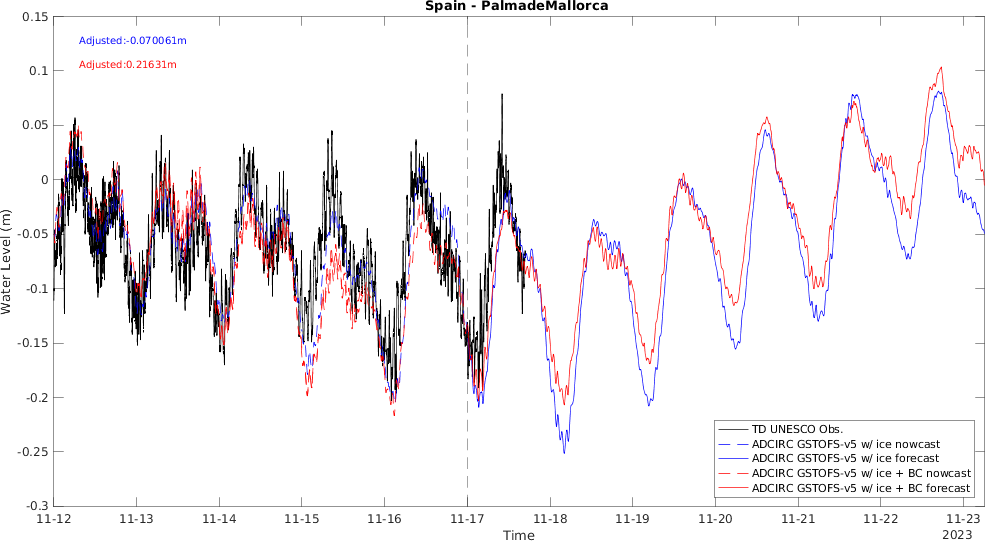 Spain - PalmadeMallorca
0.15
0.1
0.05
0
-0.05
-0.1
-0.15
-0.2
-0.25
-0.3
Water Level (m)
Adjusted:-0.070061m
Adjusted:0.21631m
TD UNESCO Obs.
ADCIRC GSTOFS-v5 w/ ice nowcast
ADCIRC GSTOFS-v5 w/ ice forecast
ADCIRC GSTOFS-v5 w/ ice + BC nowcast
ADCIRC GSTOFS-v5 w/ ice + BC forecast
11-12 11-13 11-14 11-15 11-16 11-17 11-18 11-19 11-20 11-21 11-22 11-23
Time
2023